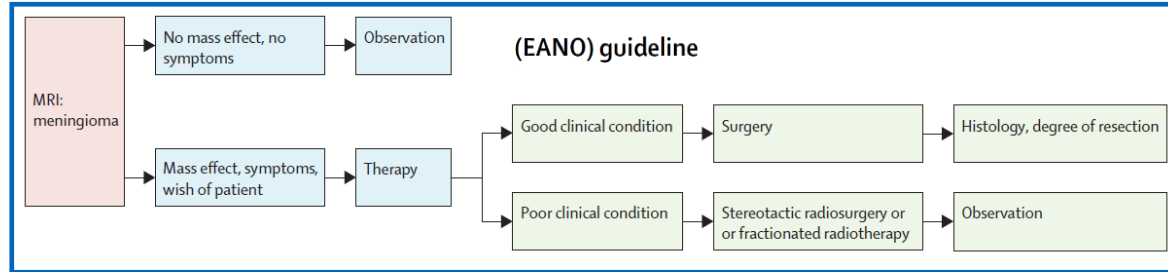 No mass effect, no
symptoms
Observation
(EANO) guideline
MRI:
meningioma
Good clinical condition
Surgery
Histology, degree of resection
Mass effect, symptoms,
wish of patient
Therapy
Poor clinical condition
Stereotactic radiosurgery or
or fractionated radiotherapy
Observation